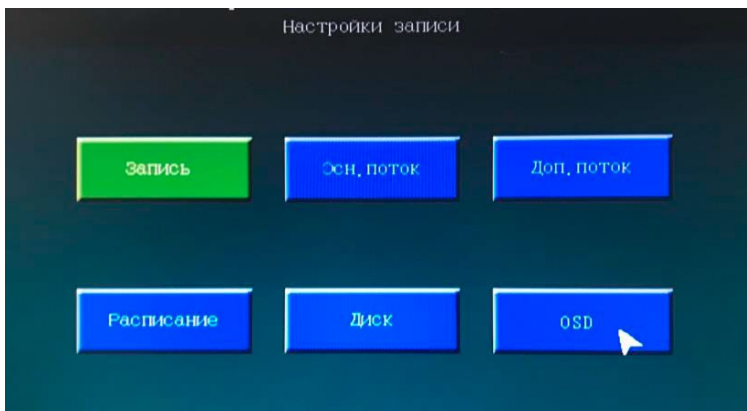 Настройки записи
Запись
Осн.поток
Доп.поток
Расписание
Диск
OSD